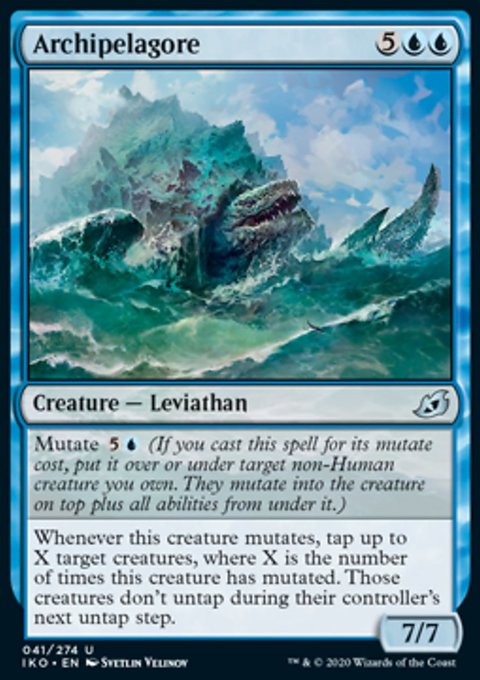 Archipelagore 5
Creature — Leviathan
Mutate 5 (If you cast this spell for its mutate
cost, put it over or under target non-Human
creature you own. They mutate into the creature
on top plus all abilities from under it.)
Whenever this creature mutates, tap up to
X target creatures, where X is the number
of times this creature has mutated. Those
creatures don't untap during their controller's
next untap step.
7/7
041/274 U
IKO • EN Svetlin Velinov
™ & © 2020 Wizards of the Coast